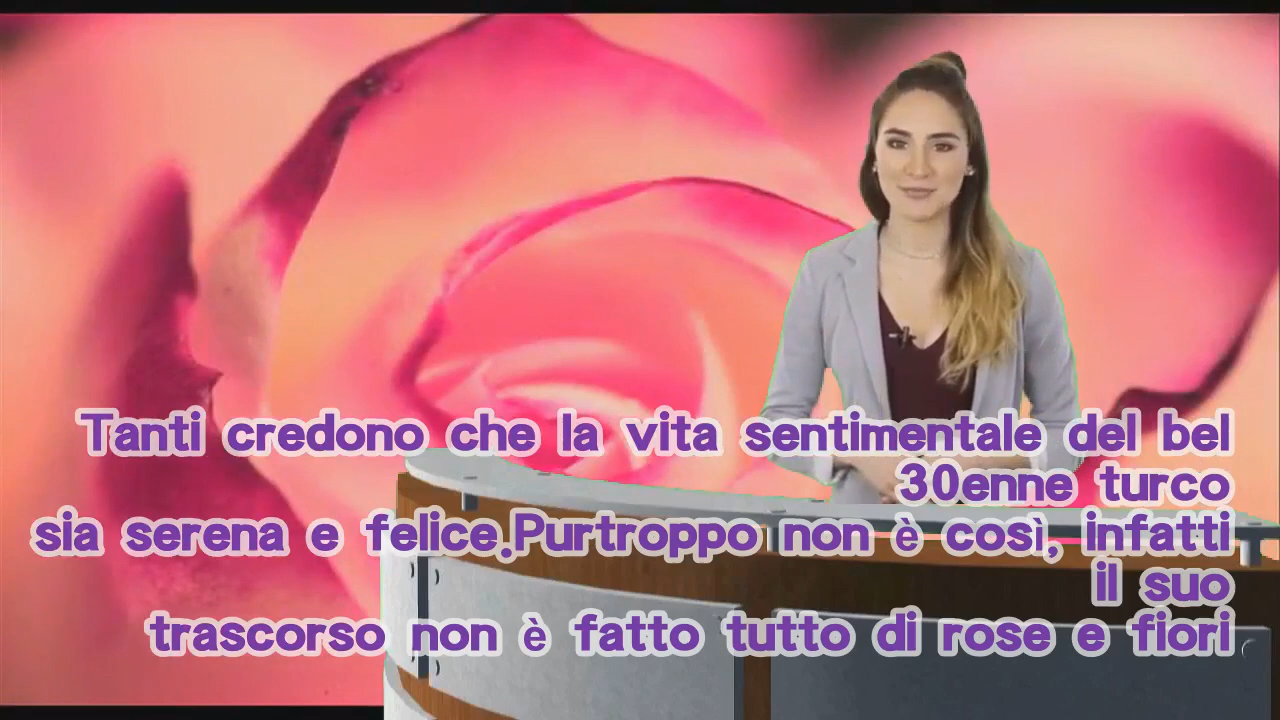 Tanti credono che la vita sentimentale del bel
30enne turco
sia serena e felice.Purtroppo non è così, infatti
il suo
trascorso non è fatto tutto di rose e fiori